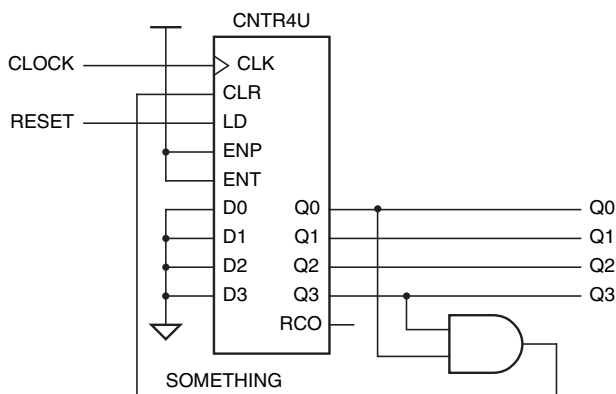 CNTR4U
CLOCK CLK
CLR
RESET LD
ENP
ENT
D0 Q0 Q0
D1 Q1 Q1
D2 Q2 Q2
D3 Q3 Q3
RCO
SOMETHING